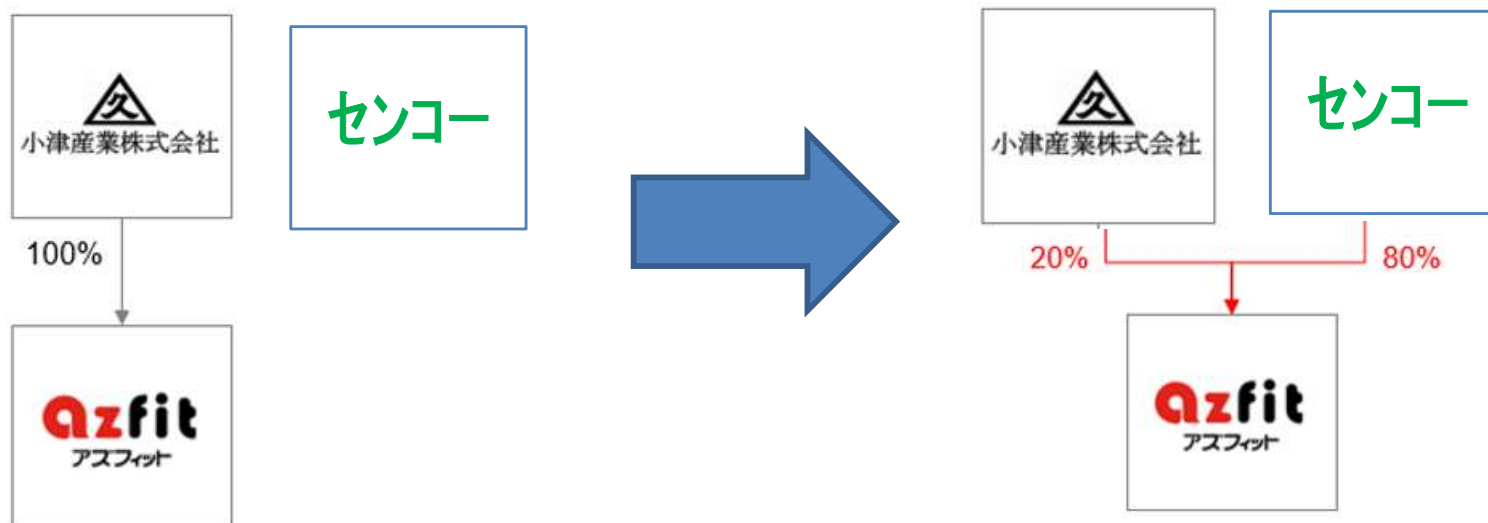 久
小津産業株式会社
センコー
100%
azfit
アズフィット
久
小津産業株式会社
センコー
20%
80%
azfit
アズフィット